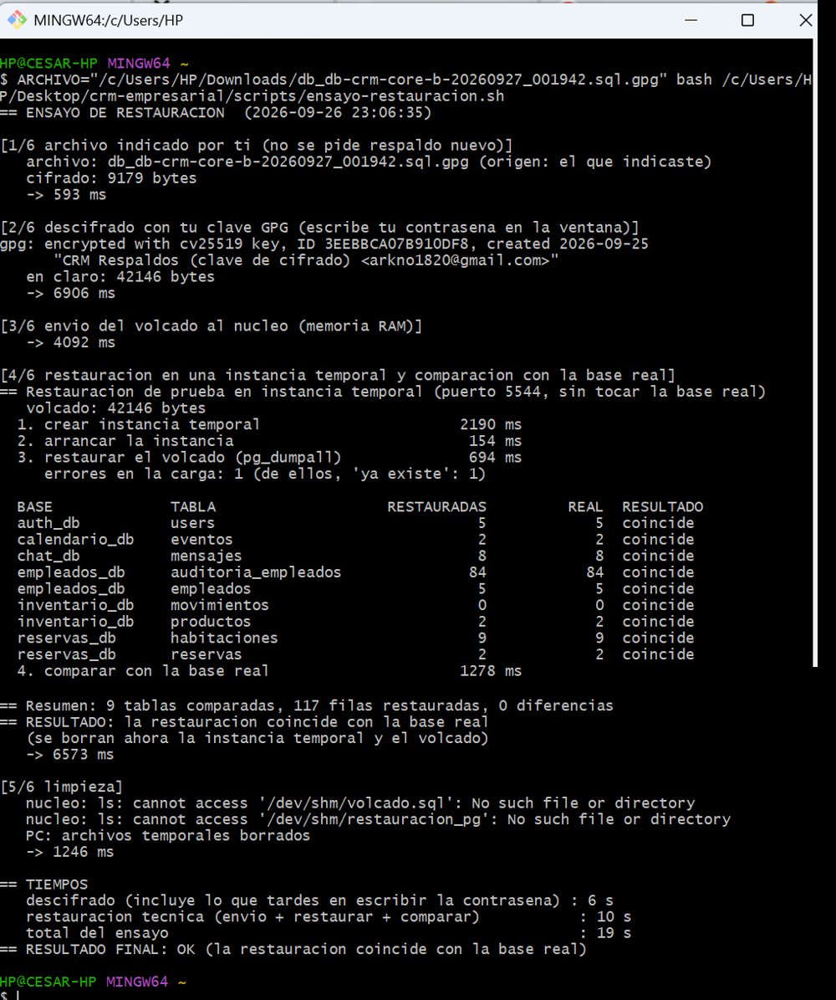 MINGW64:/c/Users/HP
HP@CESAR-HP MINGW64 ~
$ ARCHIVO="/c/Users/HP/Downloads/db_db-crm-core-b-20260927_001942.sql.gpg" bash /c/Users/H
P/Desktop/crm-empresarial/scripts/ensayo-restauracion.sh
== ENSAYO DE RESTAURACION  (2026-09-26 23:06:35)
[1/6 archivo indicado por ti (no se pide respaldo nuevo)]
archivo: db_db-crm-core-b-20260927_001942.sql.gpg (origen: el que indicaste)
cifrado: 9179 bytes
-> 593 ms
[2/6 descifrado con tu clave GPG (escribe tu contrasena en la ventana)]
gpg: encrypted with cv25519 key, ID 3EEBBCA07B910DF8, created 2026-09-25
"CRM Respaldos (clave de cifrado) <arkno1820@gmail.com>"
en claro: 42146 bytes
-> 6906 ms
[3/6 envio del volcado al nucleo (memoria RAM)]
-> 4092 ms
[4/6 restauracion en una instancia temporal y comparacion con la base real]
== Restauracion de prueba en instancia temporal (puerto 5544, sin tocar la base real)
volcado: 42146 bytes
1. crear instancia temporal 2190 ms
2. arrancar la instancia 154 ms
3. restaurar el volcado (pg_dumpall) 694 ms
errores en la carga: 1 (de ellos, 'ya existe': 1)
BASE TABLA RESTAURADAS REAL RESULTADO
auth_db users 5 5 coincide
calendario_db eventos 2 2 coincide
chat_db mensajes 8 8 coincide
empleados_db auditoria_empleados 84 84 coincide
empleados_db empleados 5 5 coincide
inventario_db movimientos 0 0 coincide
inventario_db productos 2 2 coincide
reservas_db habitaciones 9 9 coincide
reservas_db reservas 2 2 coincide
4. comparar con la base real 1278 ms
== Resumen: 9 tablas comparadas, 117 filas restauradas, 0 diferencias
== RESULTADO: la restauracion coincide con la base real
(se borran ahora la instancia temporal y el volcado)
-> 6573 ms
[5/6 limpieza]
nucleo: ls: cannot access '/dev/shm/volcado.sql': No such file or directory
nucleo: ls: cannot access '/dev/shm/restauracion_pg': No such file or directory
PC: archivos temporales borrados
-> 1246 ms
== TIEMPOS
descifrado (incluye lo que tardes en escribir la contrasena) : 6 s
restauracion tecnica (envio + restaurar + comparar) : 10 s
total del ensayo : 19 s
== RESULTADO FINAL: OK (la restauracion coincide con la base real)
HP@CESAR-HP MINGW64 ~
$